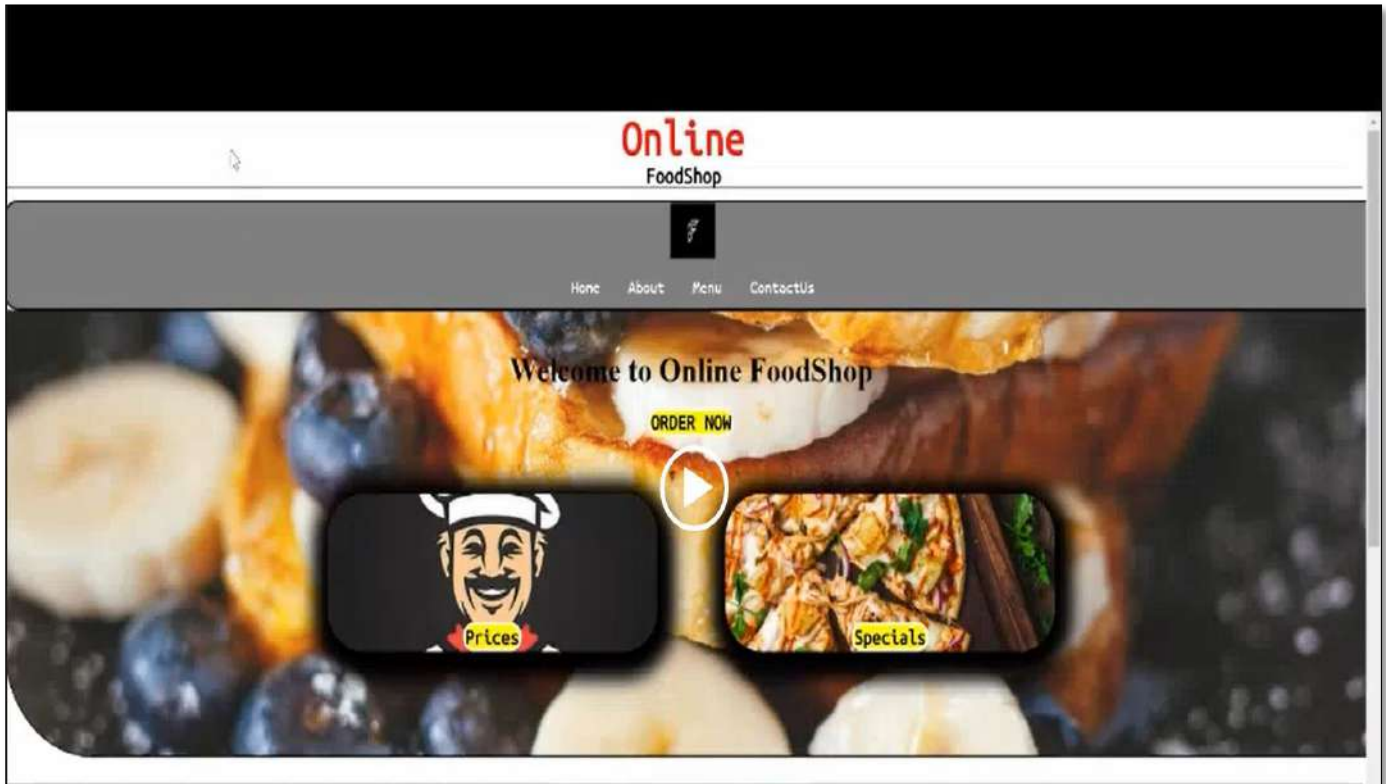 Online
FoodShop
Home About Menu ContactUs
Welcome to Online FoodShop
ORDER NOW
Prices Specials